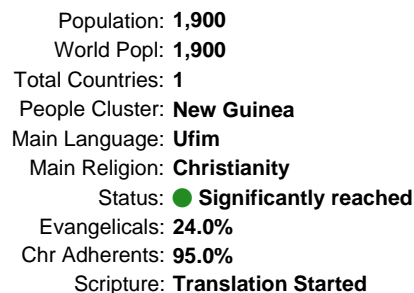 Population: 1,900
World Popl: 1,900
Total Countries: 1
People Cluster: New Guinea
Main Language: Ufim
Main Religion: Christianity
Status: Significantly reached
Evangelicals: 24.0%
Chr Adherents: 95.0%
Scripture: Translation Started